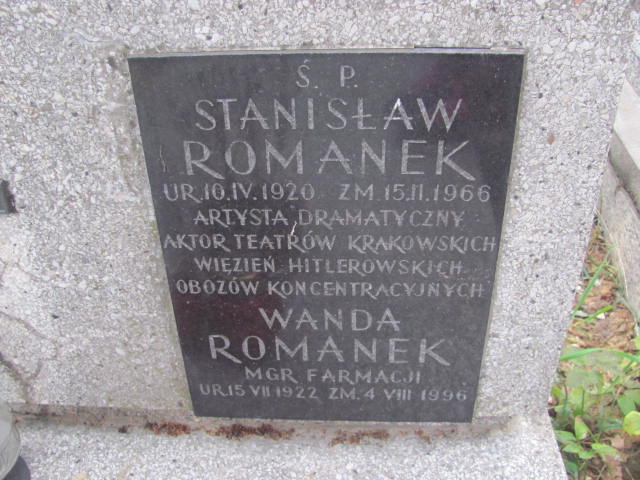 Ś. P.
STANISŁAW
ROMANEK
UR.10.IV.1920 ZM.15.II.1966
ARTYSTA DRAMATYCZNY
AKTOR TEATRÓW KRAKOWSKICH
WIĘZIEŃ HITLEROWSKICH
OBOZÓW KONCENTRACYJNYCH
WANDA
ROMANEK
MGR FARMACJI
UR.15 VII 1922 ZM.4 VIII 1996